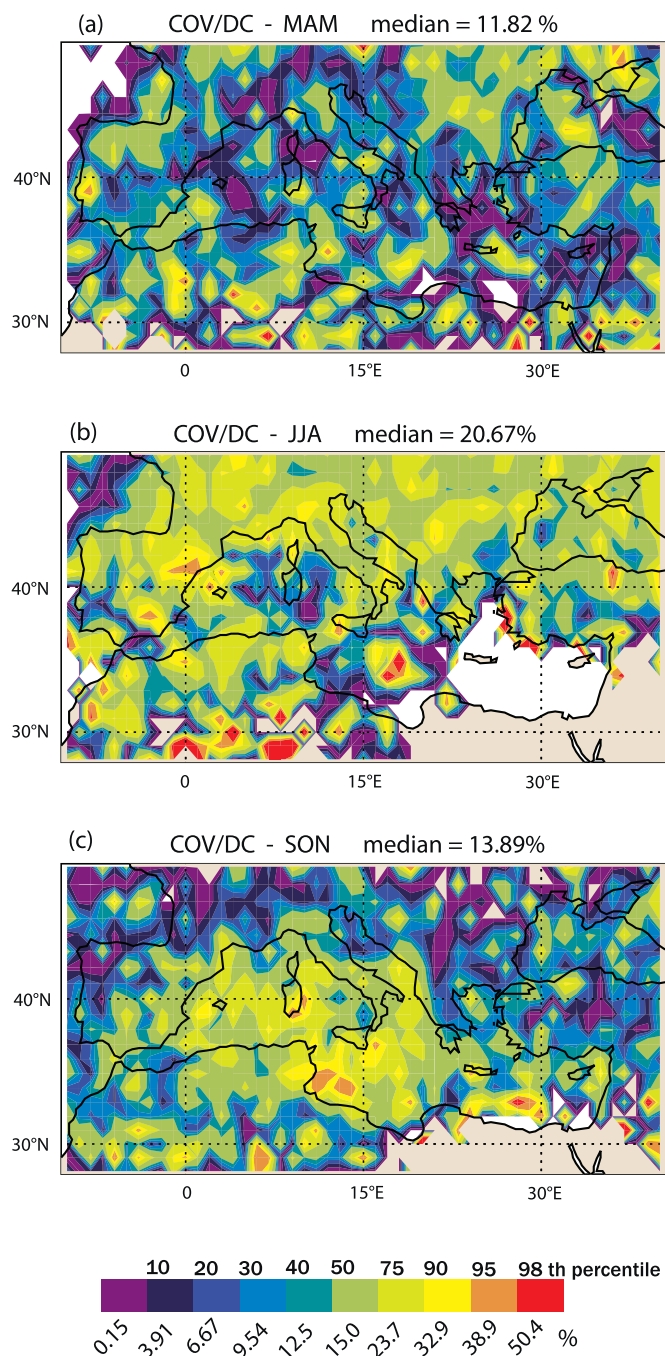 (a) COV/DC - MAM median = 11.82 %
40°N
30°N
0 15°E 30°E
(b) COV/DC - JJA median = 20.67%
40°N
30°N
0 15°E 30°E
(c) COV/DC - SON median = 13.89%
40°N
30°N
0 15°E 30°E
10 20 30 40 50 75 90 95 98 th percentile
0.15 3.91 6.67 9.54 12.5 15.0 23.7 32.9 38.9 50.4 %